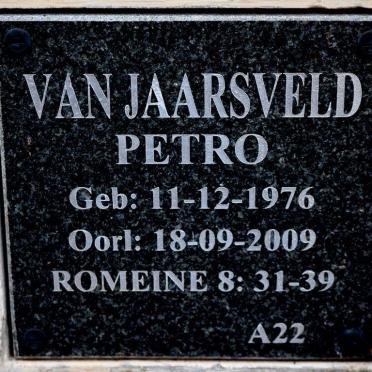 VAN JAARSVELD
PETRO
Geb: 11-12-1976
Oorl: 18-09-2009
ROMEINE 8: 31-39
A22